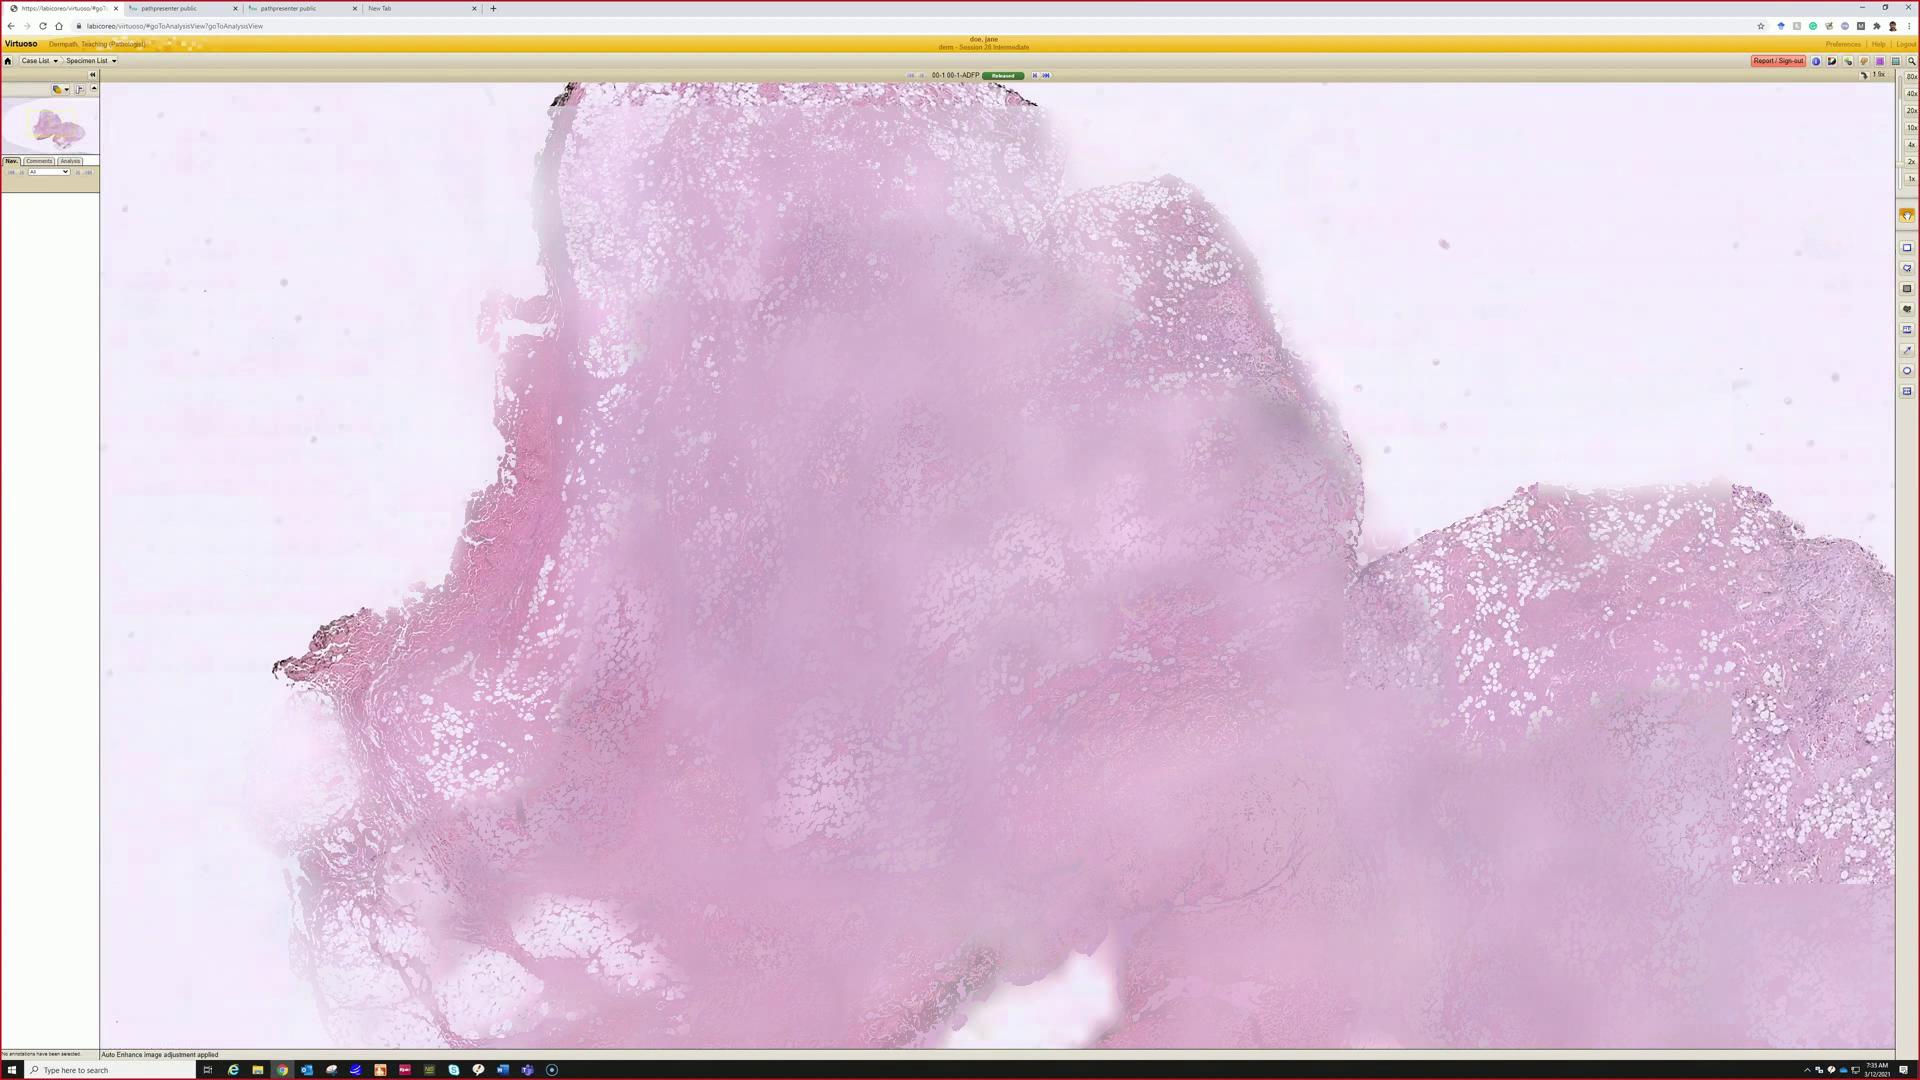 https://labicoreo/virtuoso/#goT
pathpresenter public
pathpresenter public
New Tab
labicoreo/virtuoso/#goToAnalysisView?goToAnalysisView
Virtuoso
Dermpath, Teaching (Pathologist)
doe, jane
derm - Session 26 Intermediate
Preferences | Help | Logout
Case List
Specimen List
Report / Sign-out
00-1 00-1-ADFP
Released
1.9x
80x
40x
20x
10x
4x
2x
1x
Nav.
Comments
Analysis
All
No annotations have been selected.
Auto Enhance image adjustment applied
Type here to search
7:35 AM
3/12/2021